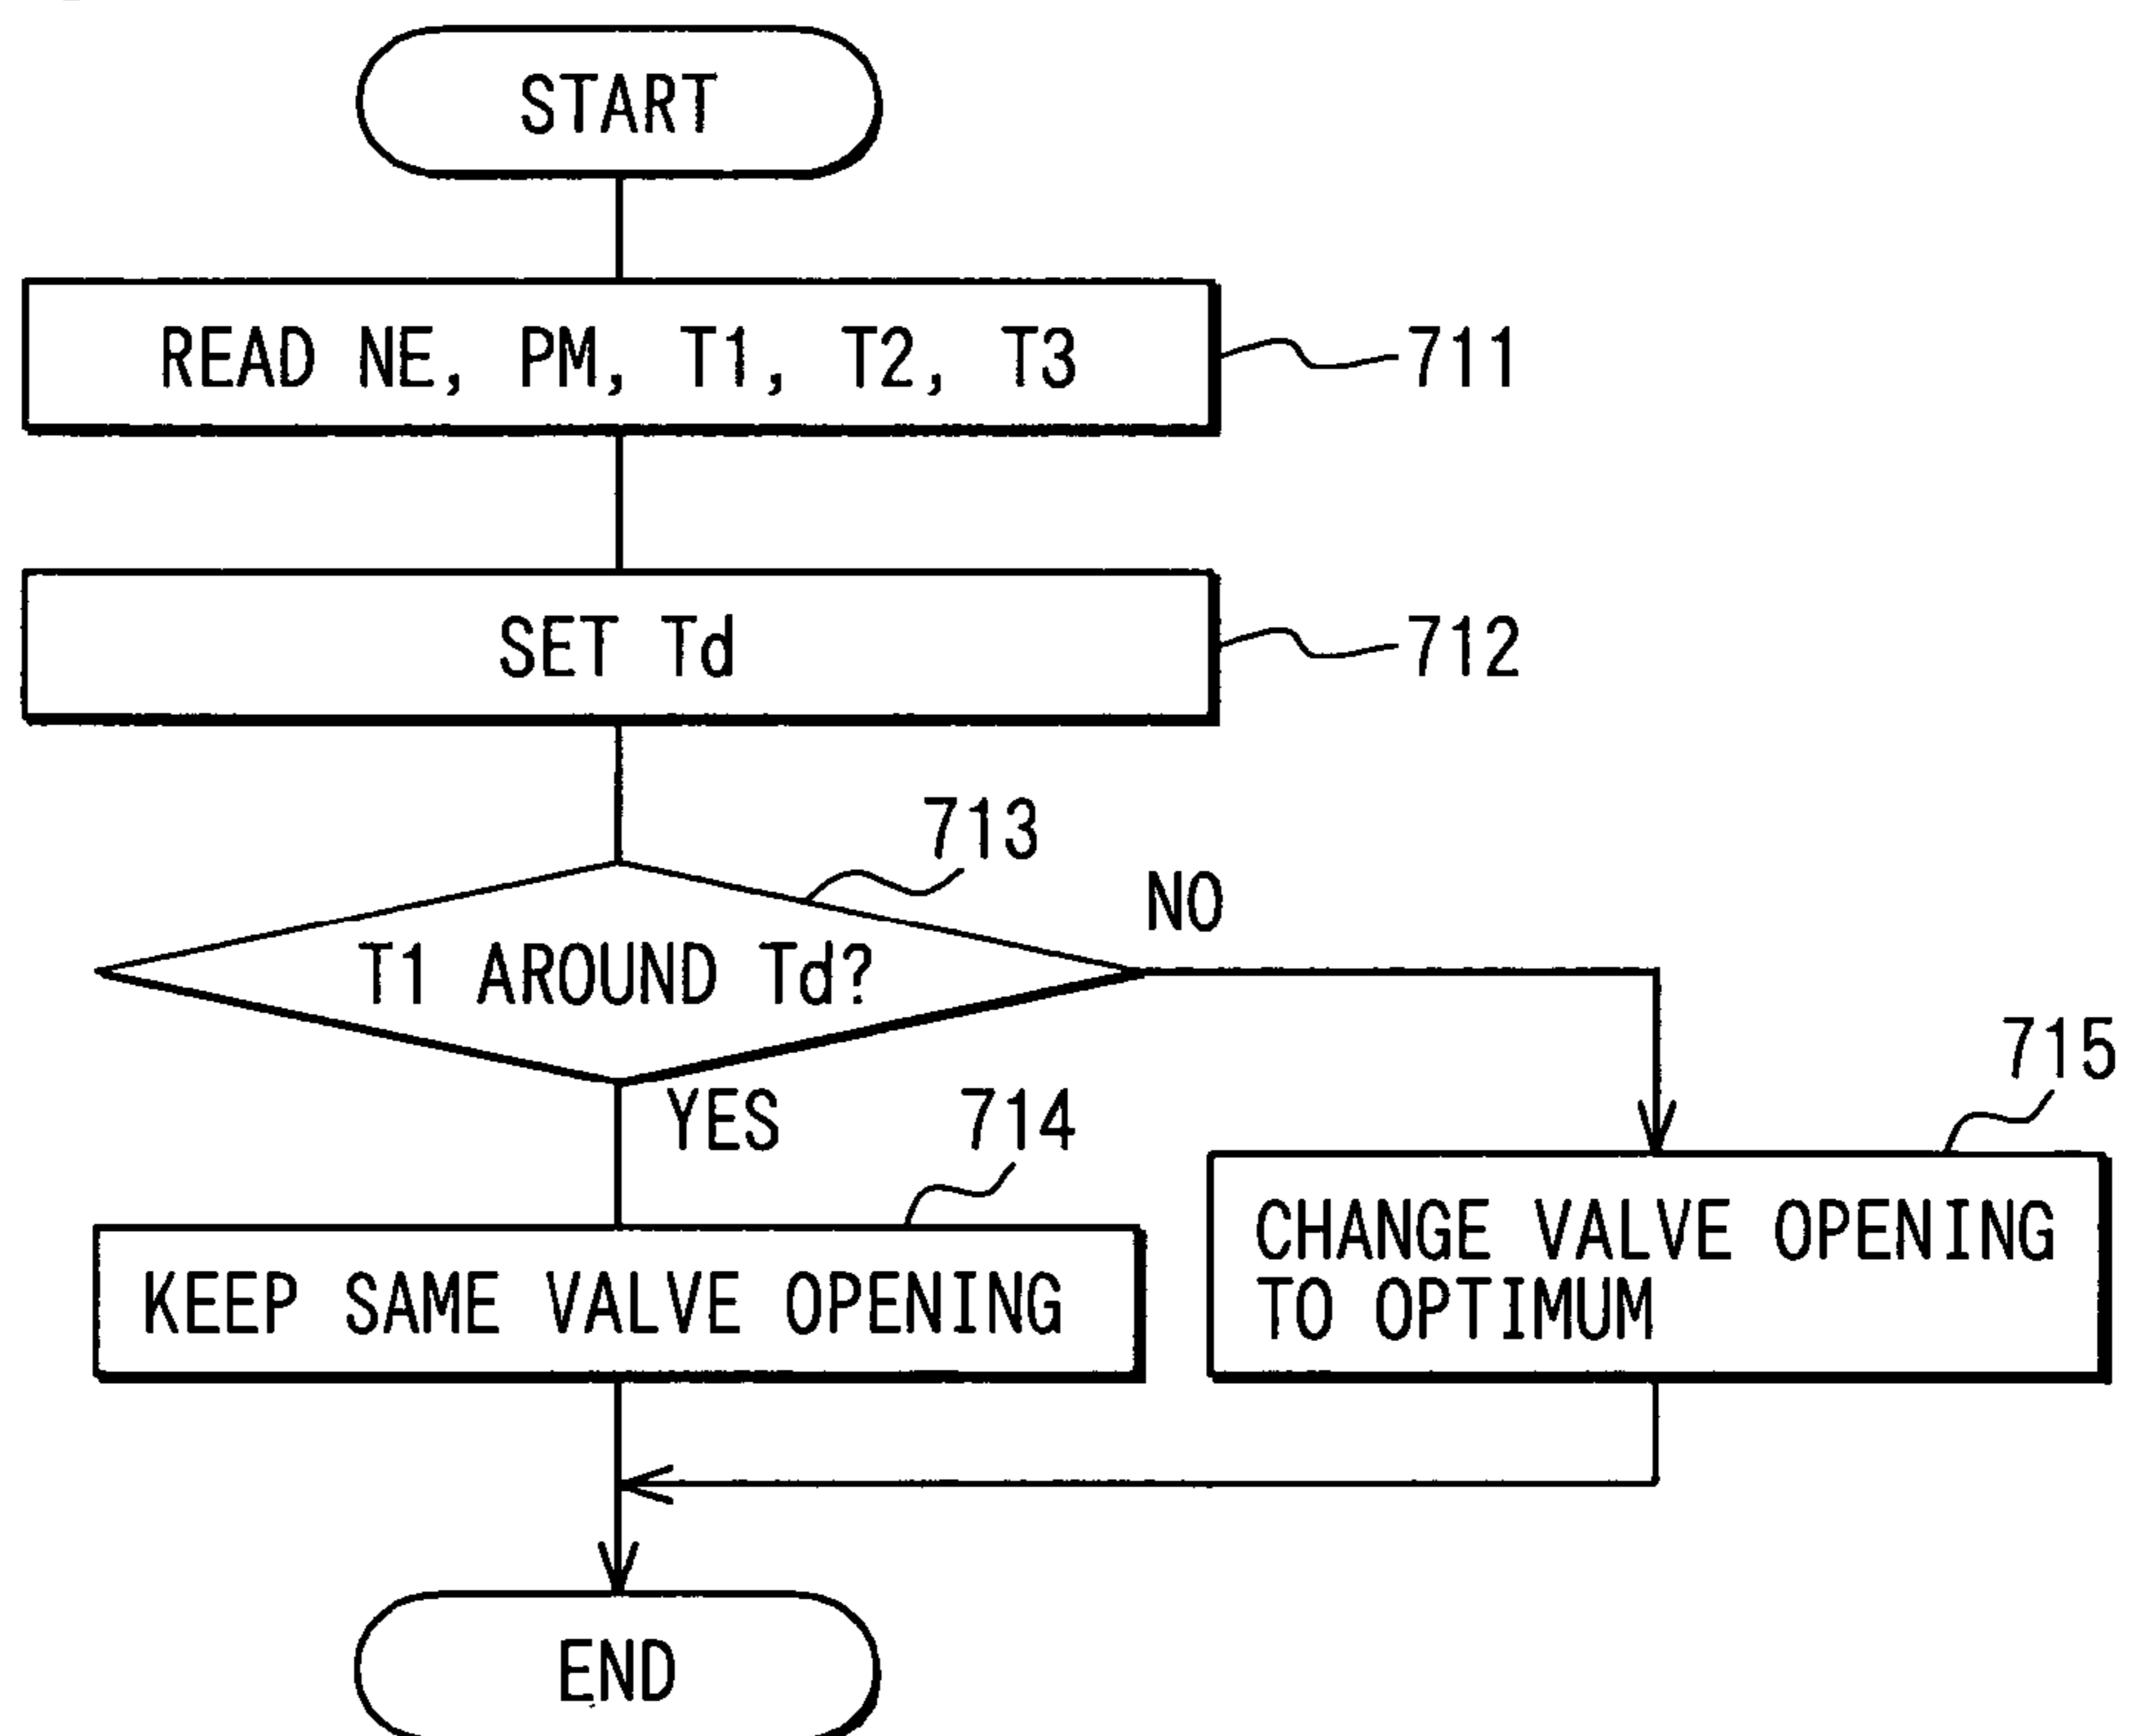 START
READ NE, PM, T1, T2, T3
711
SET Td
712
713
T1 AROUND Td?
NO
YES
714
KEEP SAME VALVE OPENING
715
CHANGE VALVE OPENING
TO OPTIMUM
END